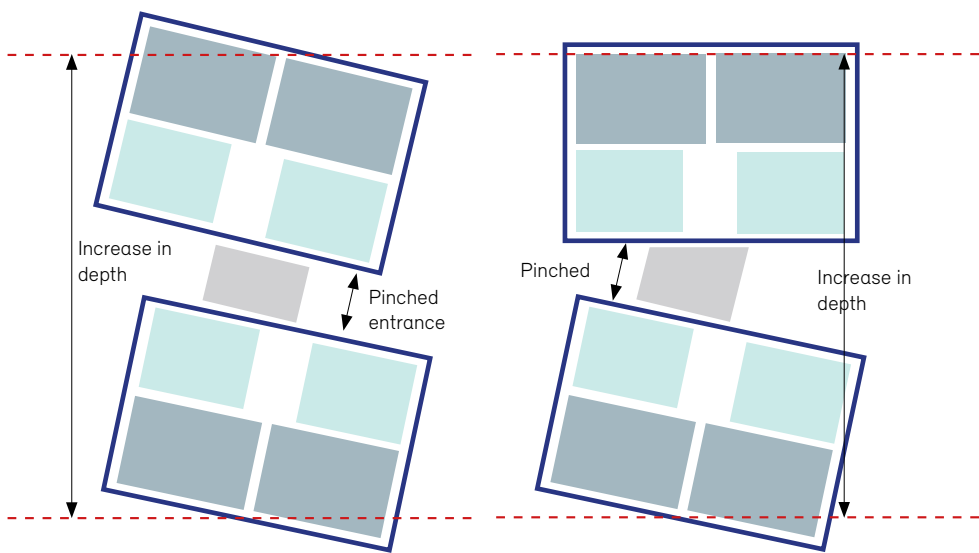 Increase in
depth
Pinched
entrance
Pinched
Increase in
depth